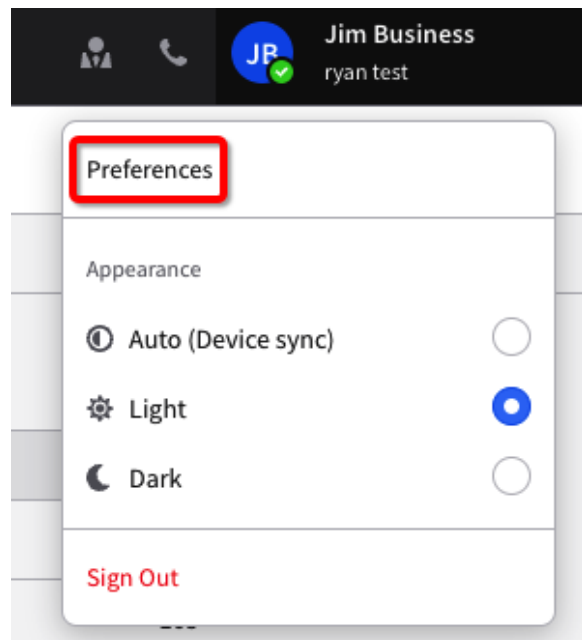 JB
Jim Business
ryan test
Preferences
Appearance
Auto (Device sync)
Light
Dark
Sign Out